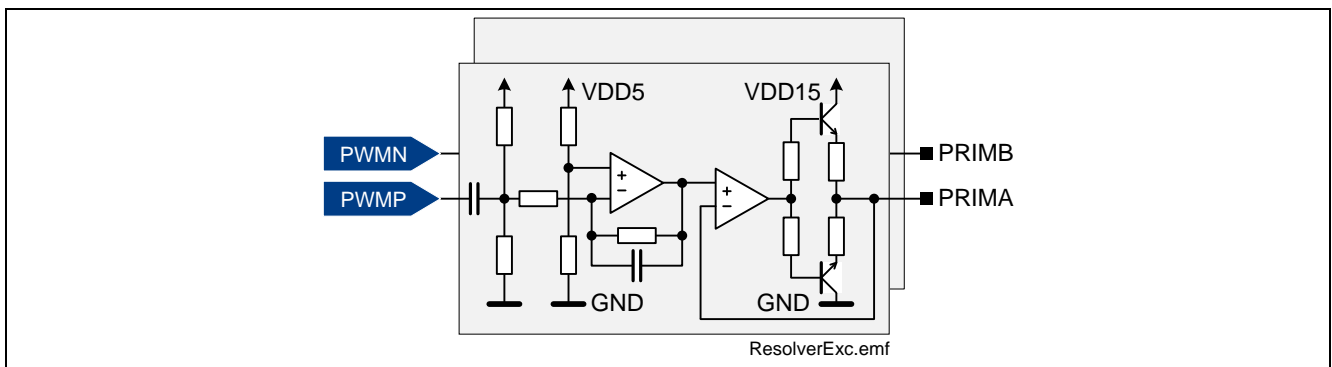 VDD5
VDD15
+
−
+
−
PWMN
PWMP
PRIMB
PRIMA
GND
GND
ResolverExc.emf